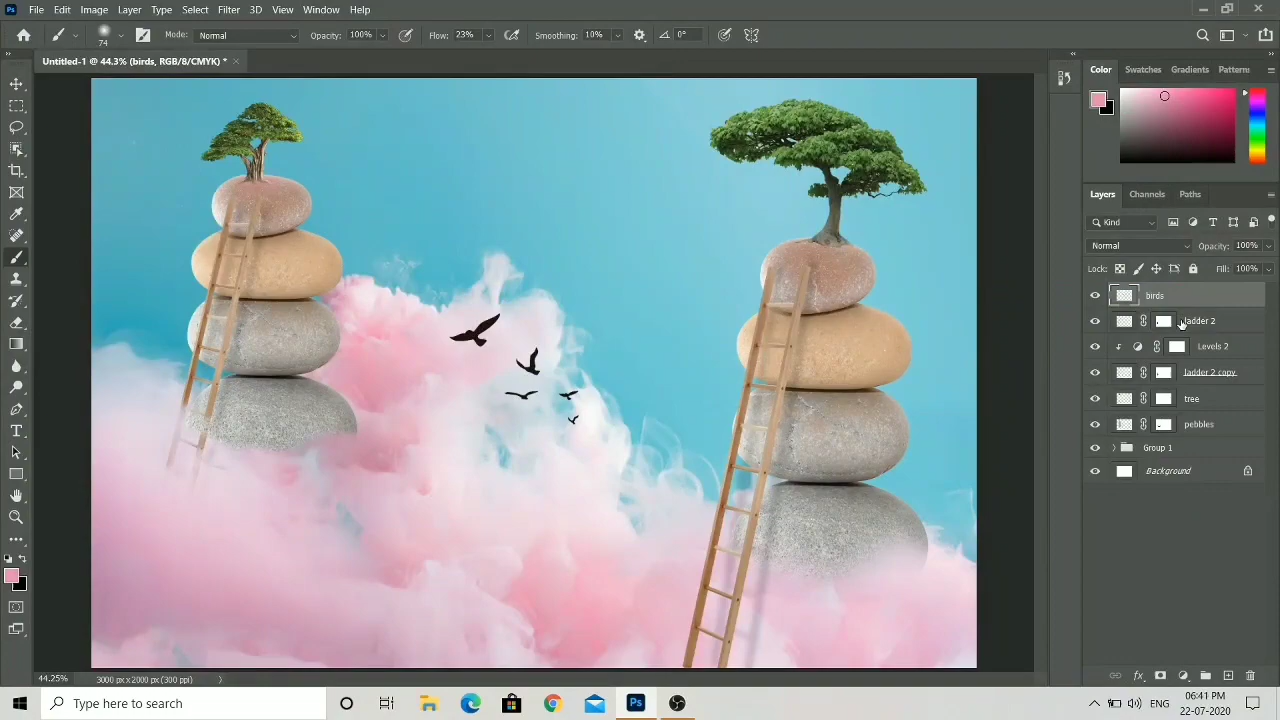 Ps File Edit Image Layer Type Select Filter 3D View Window Help
74 Mode: Normal Opacity: 100% Flow: 23% Smoothing: 10% 0°
Untitled-1 @ 44.3% (birds, RGB/8/CMYK) *
Color Swatches Gradients Patterns
Layers Channels Paths
Kind
Normal Opacity: 100%
Lock: Fill: 100%
birds
ladder 2
Levels 2
ladder 2 copy
tree
pebbles
Group 1
Background
44.25% 3000 px x 2000 px (300 ppi)
Type here to search
Ps
ENG
06:41 PM
22-07-2020